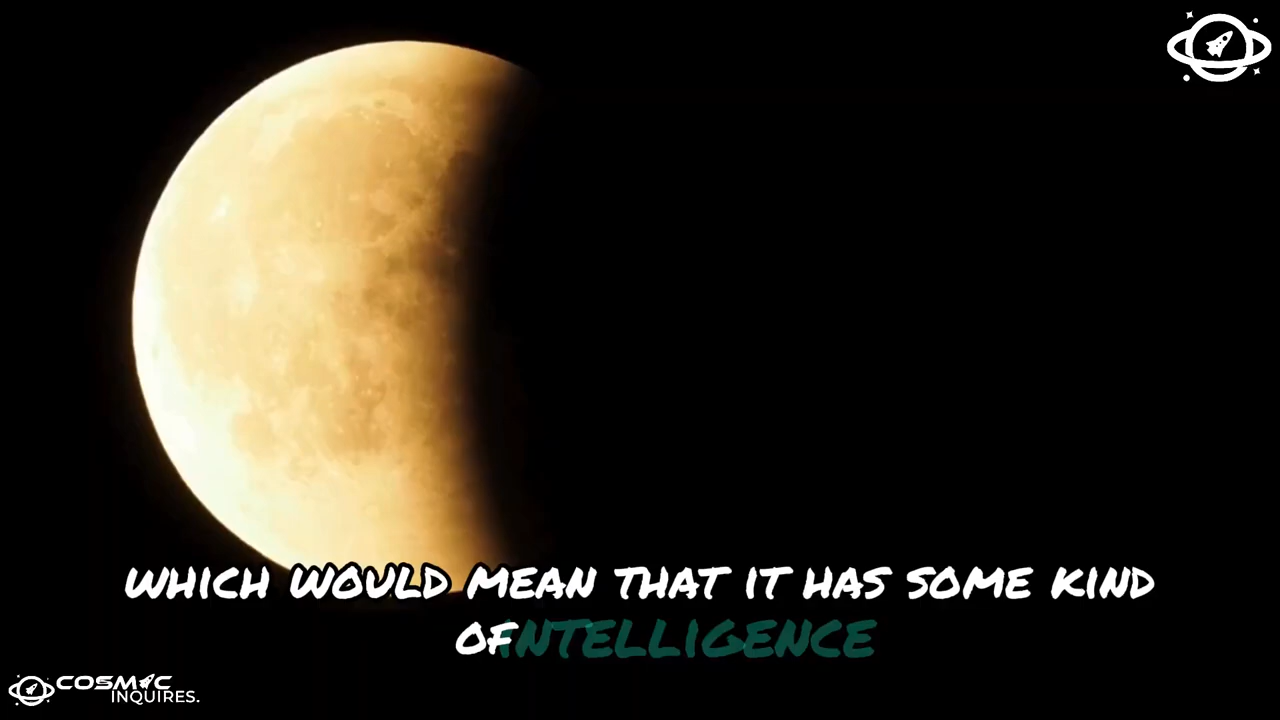 WHICH WOULD MEAN THAT IT HAS SOME KIND
OF INTELLIGENCE
COSMIC
INQUIRES.